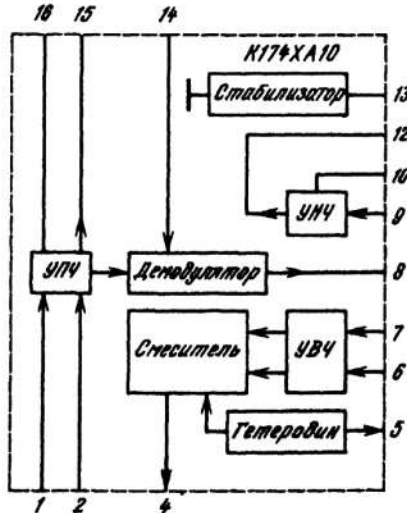 16 15 14
К174ХА10
Стабилизатор 13
12
10
УНЧ 9
УПЧ Демодулятор 8
Смеситель УВЧ 7
6
Гетеродин 5
1 2 4